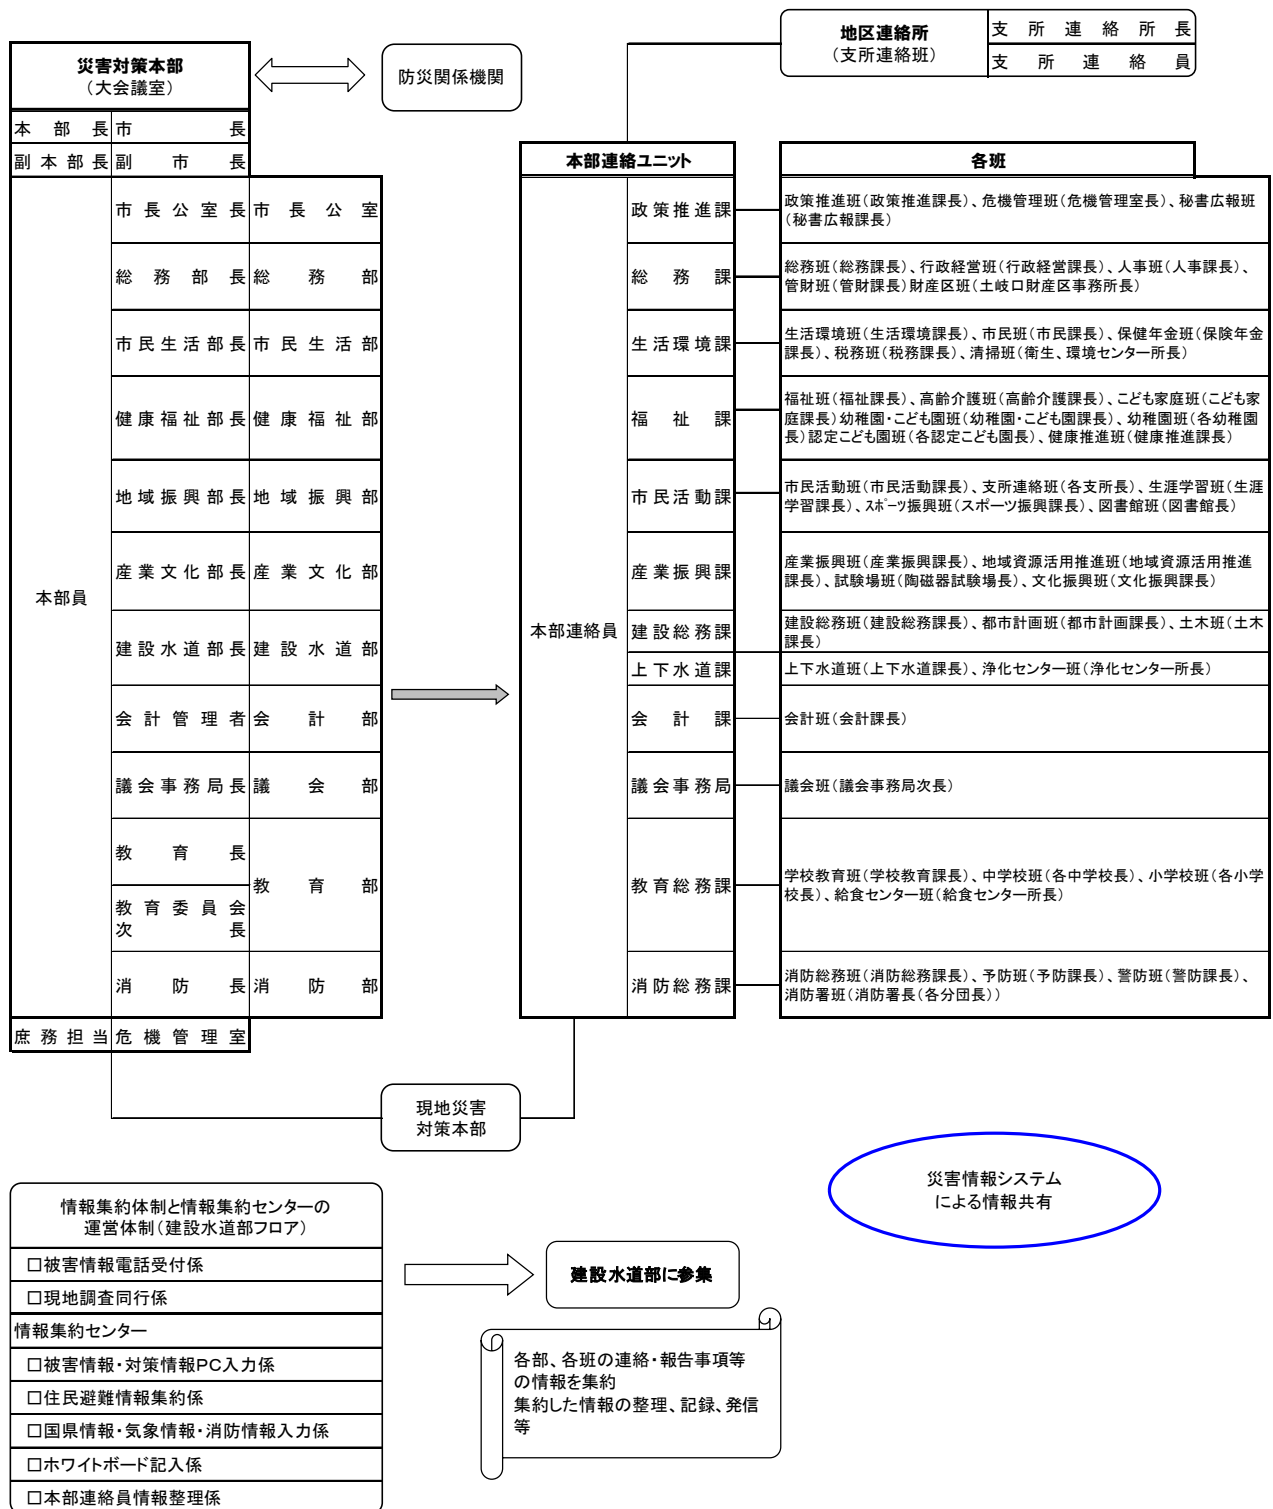 地区連絡所
(支所連絡班)
支所連絡所長
支所連絡員
災害対策本部
(大会議室)
防災関係機関
本部長 市長
副本部長 副市長
本部連絡ユニット
各班
本部員
市長公室長 市長公室
総務部長 総務部
市民生活部長 市民生活部
健康福祉部長 健康福祉部
地域振興部長 地域振興部
産業文化部長 産業文化部
建設水道部長 建設水道部
会計管理者 会計部
議会事務局長 議会部
教育長
教育部
教育委員会
次長
消防長 消防部
庶務担当 危機管理室
本部連絡員
政策推進課
政策推進班(政策推進課長)、危機管理班(危機管理室長)、秘書広報班
(秘書広報課長)
総務課
総務班(総務課長)、行政経営班(行政経営課長)、人事班(人事課長)、
管財班(管財課長)財産区班(土岐口財産区事務所長)
生活環境課
生活環境班(生活環境課長)、市民班(市民課長)、保健年金班(保険年金
課長)、税務班(税務課長)、清掃班(衛生、環境センター所長)
福祉課
福祉班(福祉課長)、高齢介護班(高齢介護課長)、こども家庭班(こども家
庭課長)幼稚園・こども園班(幼稚園・こども園課長)、幼稚園班(各幼稚園
長)認定こども園班(各認定こども園長)、健康推進班(健康推進課長)
市民活動課
市民活動班(市民活動課長)、支所連絡班(各支所長)、生涯学習班(生涯
学習課長)、スポーツ振興班(スポーツ振興課長)、図書館班(図書館長)
産業振興課
産業振興班(産業振興課長)、地域資源活用推進班(地域資源活用推進
課長)、試験場班(陶磁器試験場長)、文化振興班(文化振興課長)
建設総務課
建設総務班(建設総務課長)、都市計画班(都市計画課長)、土木班(土木
課長)
上下水道課
上下水道班(上下水道課長)、浄化センター班(浄化センター所長)
会計課
会計班(会計課長)
議会事務局
議会班(議会事務局次長)
教育総務課
学校教育班(学校教育課長)、中学校班(各中学校長)、小学校班(各小学
校長)、給食センター班(給食センター所長)
消防総務課
消防総務班(消防総務課長)、予防班(予防課長)、警防班(警防課長)、
消防署班(消防署長(各分団長))
現地災害
対策本部
災害情報システム
による情報共有
情報集約体制と情報集約センターの
運営体制(建設水道部フロア)
□被害情報電話受付係
□現地調査同行係
情報集約センター
□被害情報・対策情報PC入力係
□住民避難情報集約係
□国県情報・気象情報・消防情報入力係
□ホワイトボード記入係
□本部連絡員情報整理係
建設水道部に参集
各部、各班の連絡・報告事項等
の情報を集約
集約した情報の整理、記録、発信
等